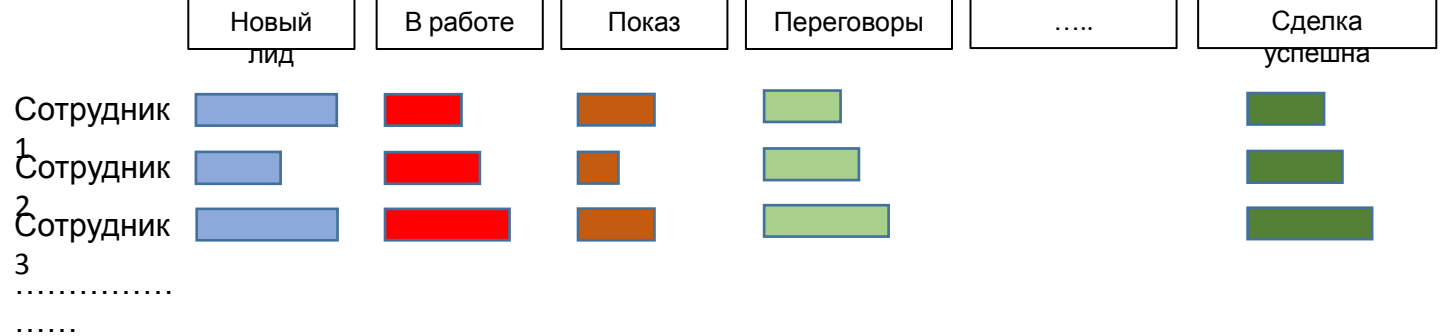 Новый
лид
В работе
Показ
Переговоры
…..
Сделка
успешна
Сотрудник
1
Сотрудник
2
Сотрудник
3
……………
……